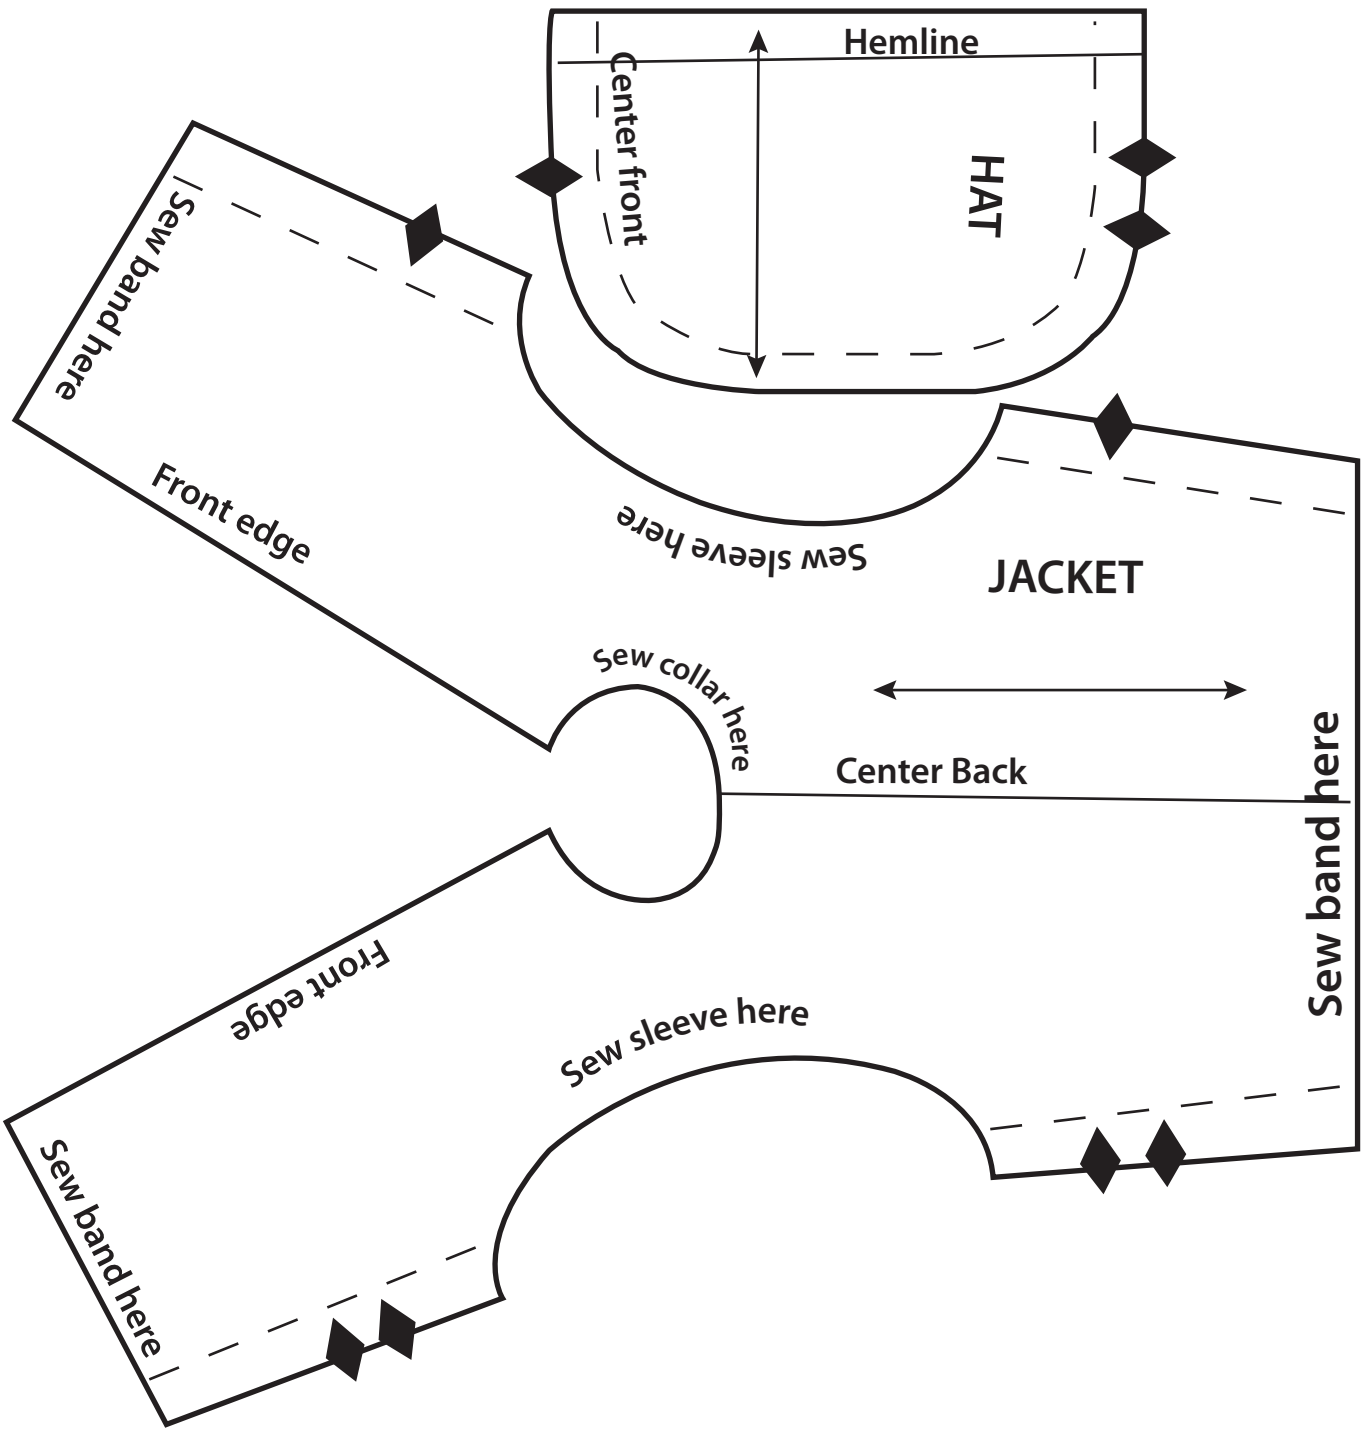 Hemline
Center front
HAT
Sew band here
Front edge
Sew sleeve here
JACKET
Sew collar here
Center Back
Sew band here
Front edge
Sew sleeve here
Sew band here